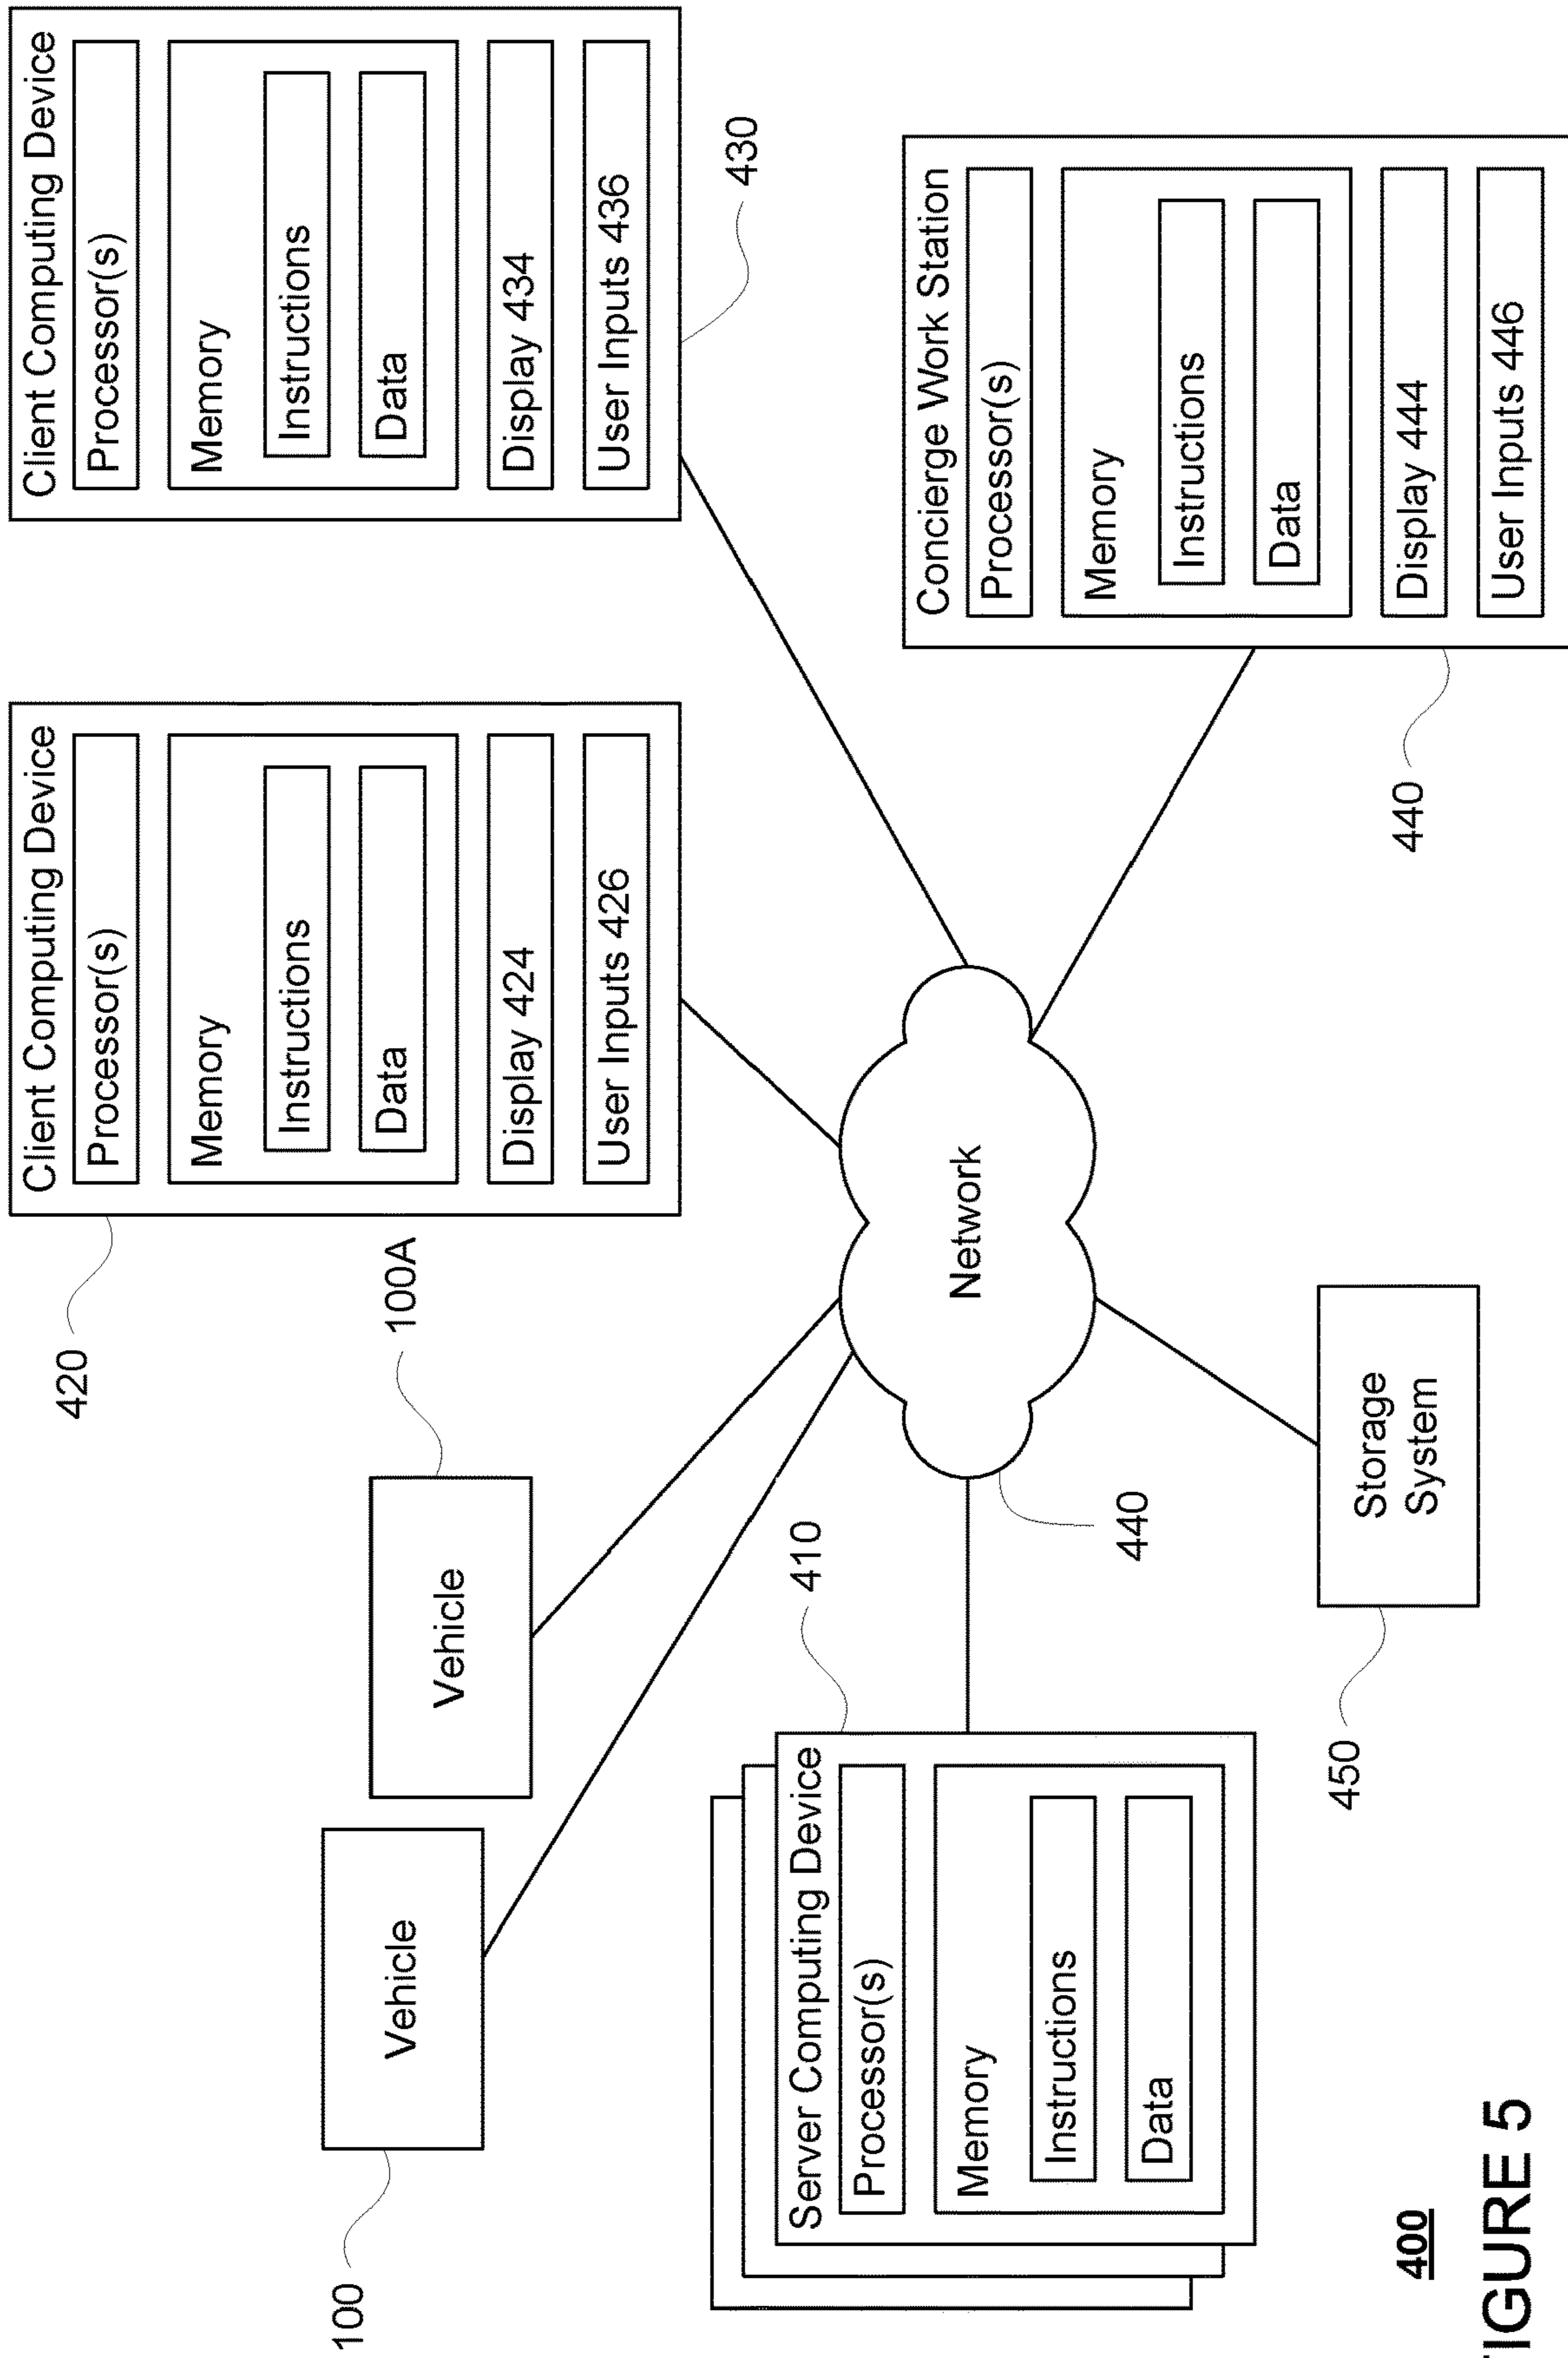 100
Vehicle
Vehicle
100A
420
Client Computing Device
Processor(s)
Memory
Instructions
Data
Display 424
User Inputs 426
Client Computing Device
Processor(s)
Memory
Instructions
Data
Display 434
User Inputs 436
430
Server Computing Device
Processor(s)
Memory
Instructions
Data
410
Network
440
Concierge Work Station
Processor(s)
Memory
Instructions
Data
Display 444
User Inputs 446
440
Storage
System
450
400
FIGURE 5